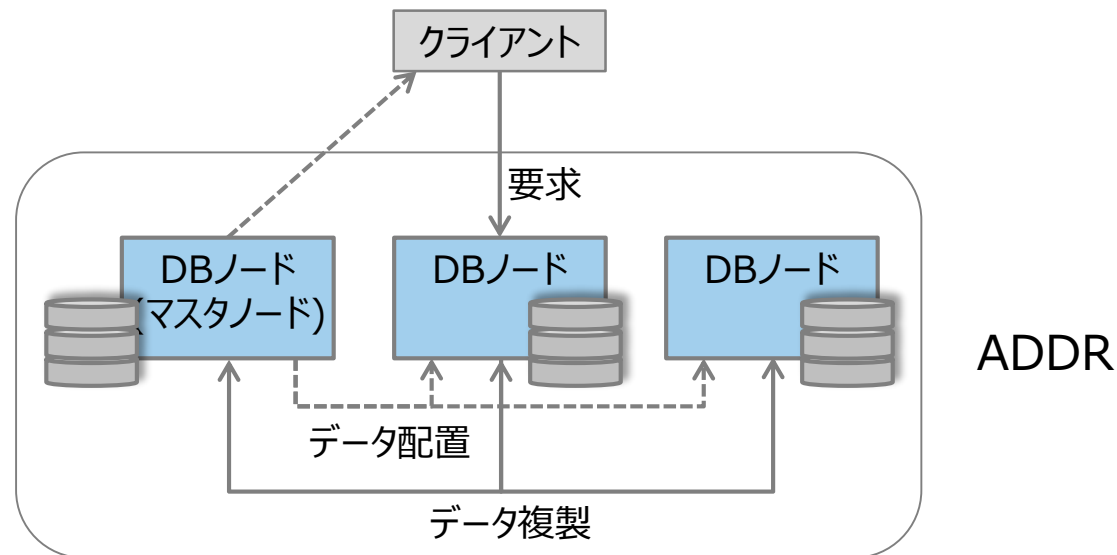 クライアント
要求
DBノード
(マスタノード)
DBノード
DBノード
ADDR
データ配置
データ複製